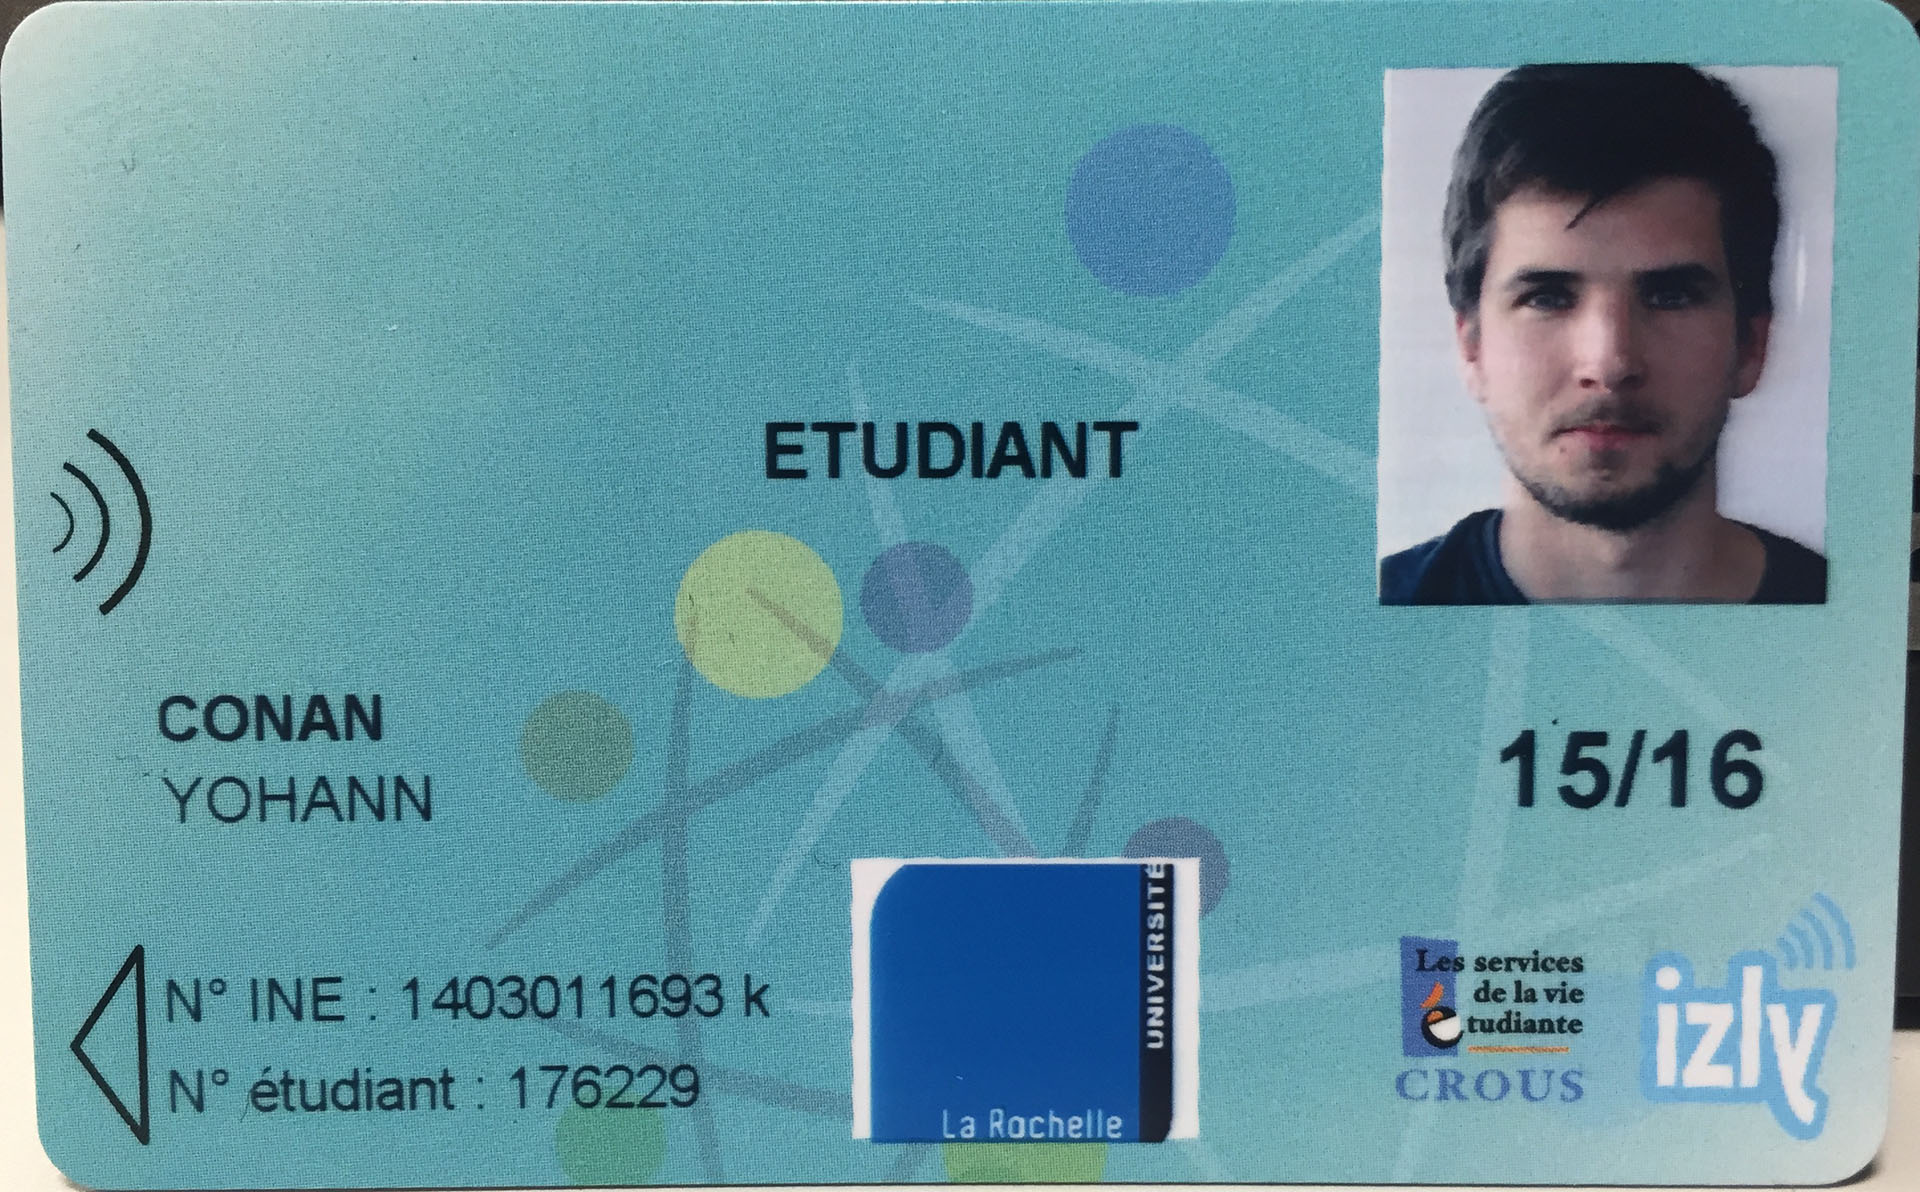 ETUDIANT
CONAN
YOHANN
15/16
N° INE : 1403011693 k
N° étudiant : 176229
UNIVERSITÉ
La Rochelle
Les services
de la vie
étudiante
CROUS
izly